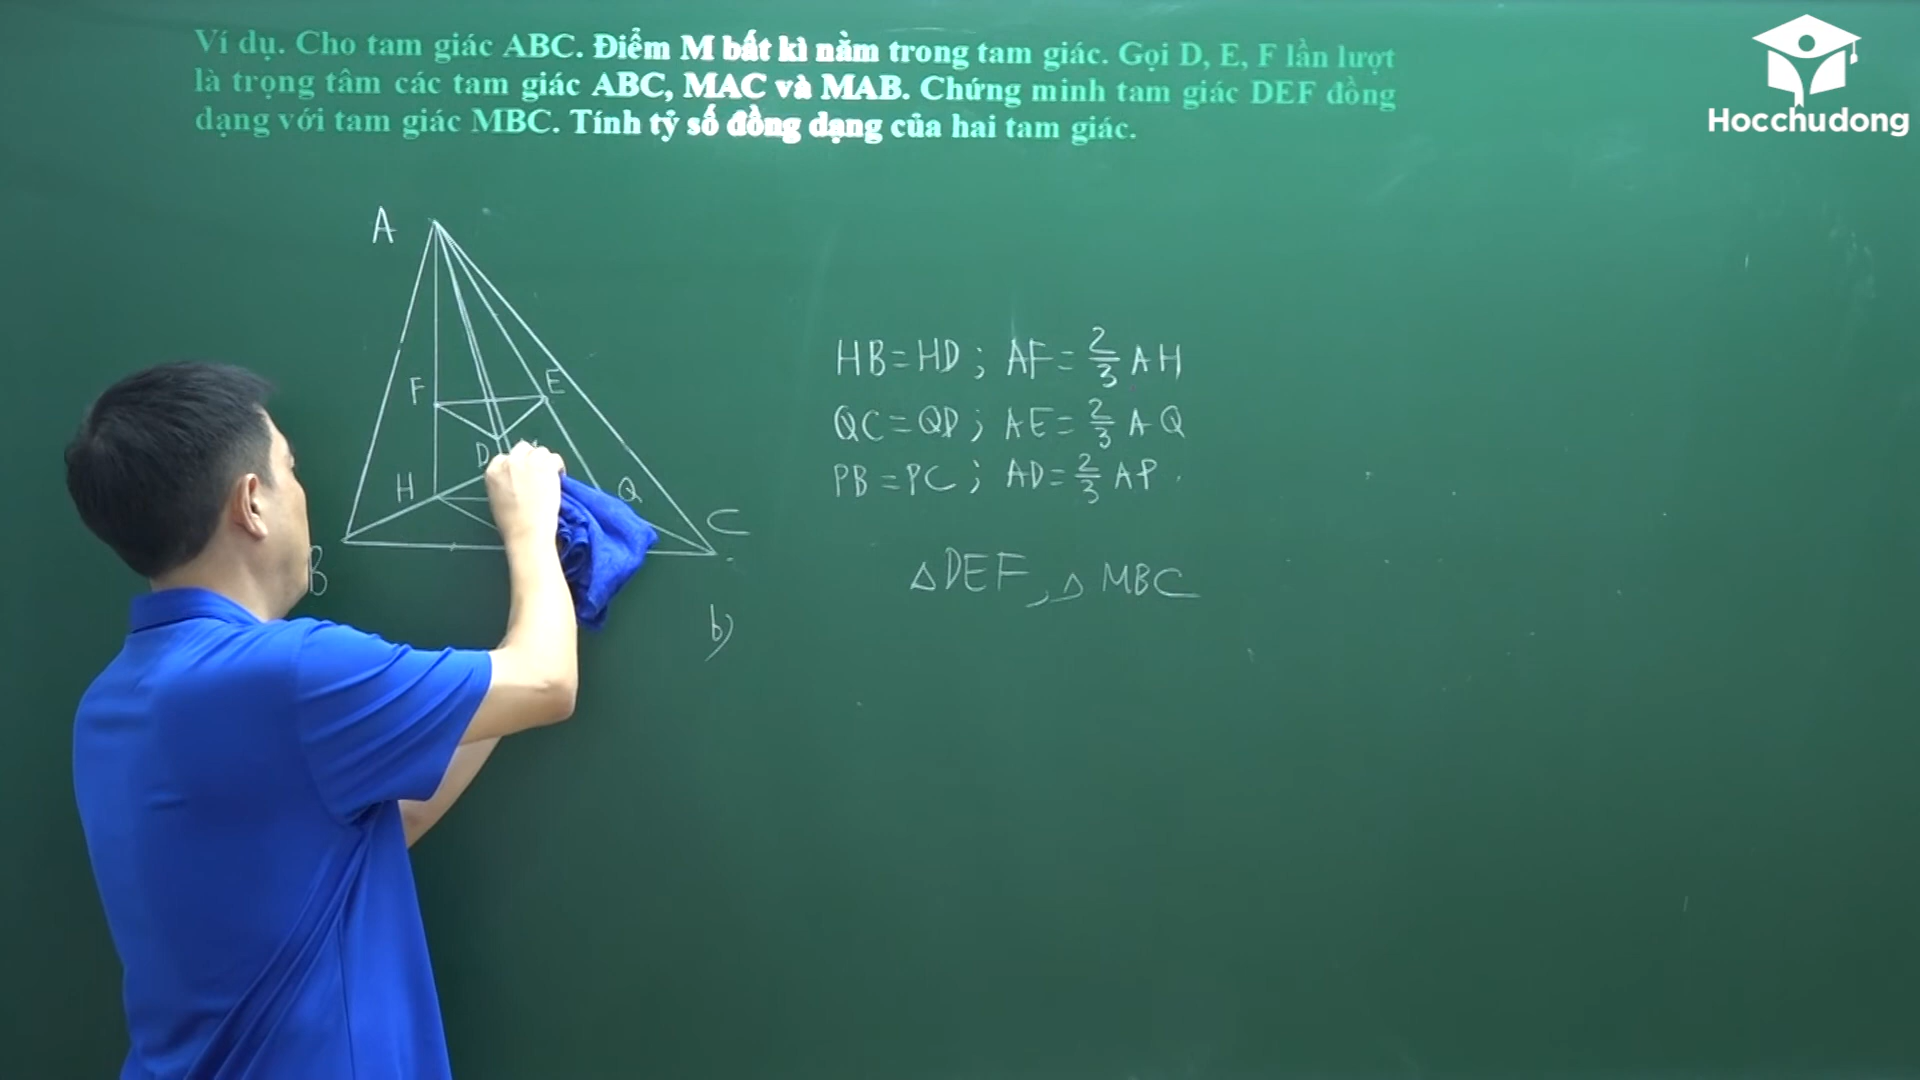 Ví dụ. Cho tam giác ABC. Điểm M bất kì nằm trong tam giác. Gọi D, E, F lần lượt
là trọng tâm các tam giác ABC, MAC và MAB. Chứng minh tam giác DEF đồng
dạng với tam giác MBC. Tính tỷ số đồng dạng của hai tam giác.
Hocchudong
A
HB=HD; AF=2/3 AH
F E
QC=QD; AE=2/3 AQ
D
PB=PC; AD=2/3 AP.
H Q
C
B
△DEF, △MBC
b)